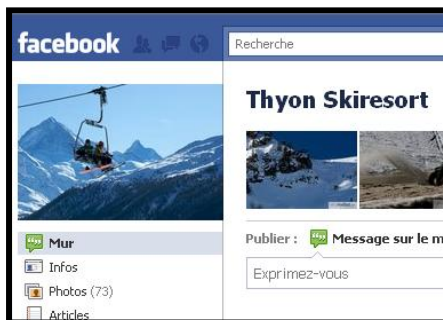 facebook
Recherche
Thyon Skiresort
Mur
Infos
Photos (73)
Articles
Publier :
Message sur le m
Exprimez-vous